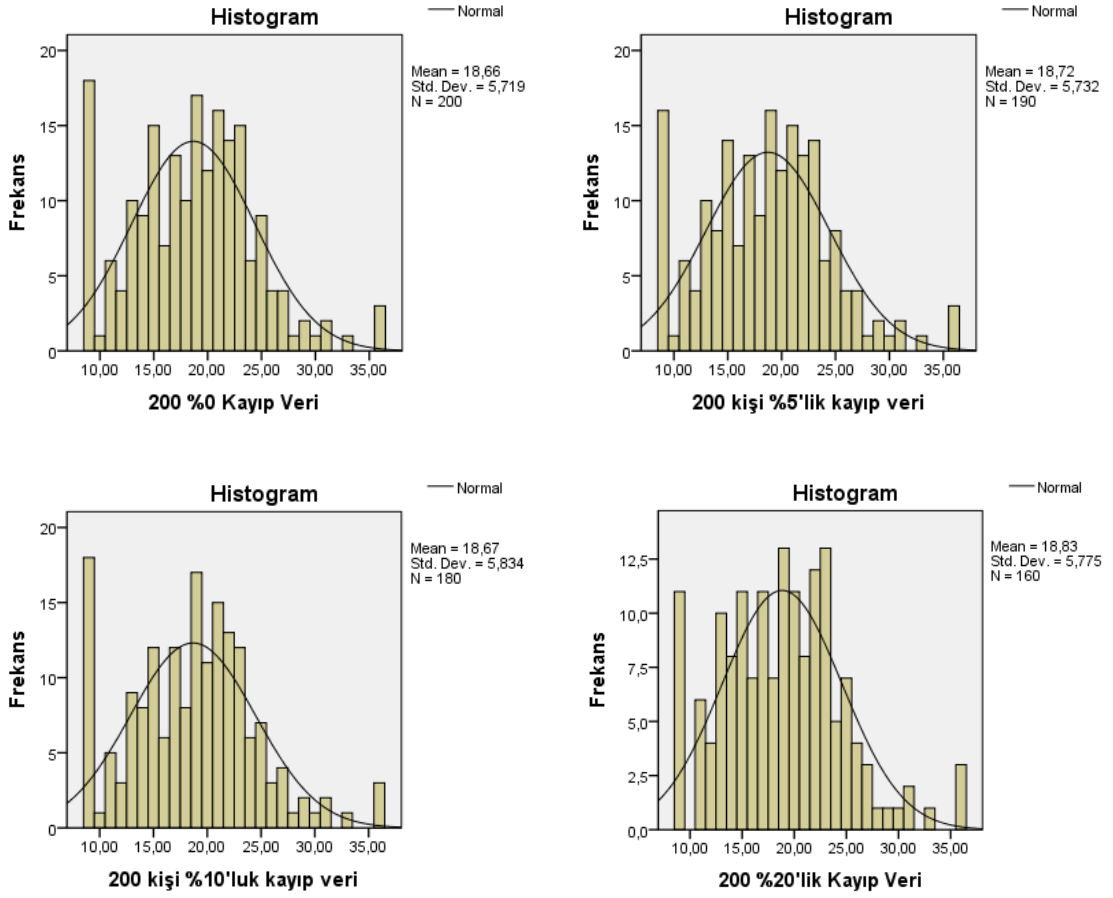 Histogram
Normal
Mean = 18,66
Std. Dev. = 5,719
N = 200
Frekans
20
15
10
5
0
10,00 15,00 20,00 25,00 30,00 35,00
200 %0 Kayıp Veri
Histogram
Normal
Mean = 18,72
Std. Dev. = 5,732
N = 190
Frekans
20
15
10
5
0
10,00 15,00 20,00 25,00 30,00 35,00
200 kişi %5'lik kayıp veri
Histogram
Normal
Mean = 18,67
Std. Dev. = 5,834
N = 180
Frekans
20
15
10
5
0
10,00 15,00 20,00 25,00 30,00 35,00
200 kişi %10'luk kayıp veri
Histogram
Normal
Mean = 18,83
Std. Dev. = 5,775
N = 160
Frekans
12,5
10,0
7,5
5,0
2,5
0,0
10,00 15,00 20,00 25,00 30,00 35,00
200 %20'lik Kayıp Veri